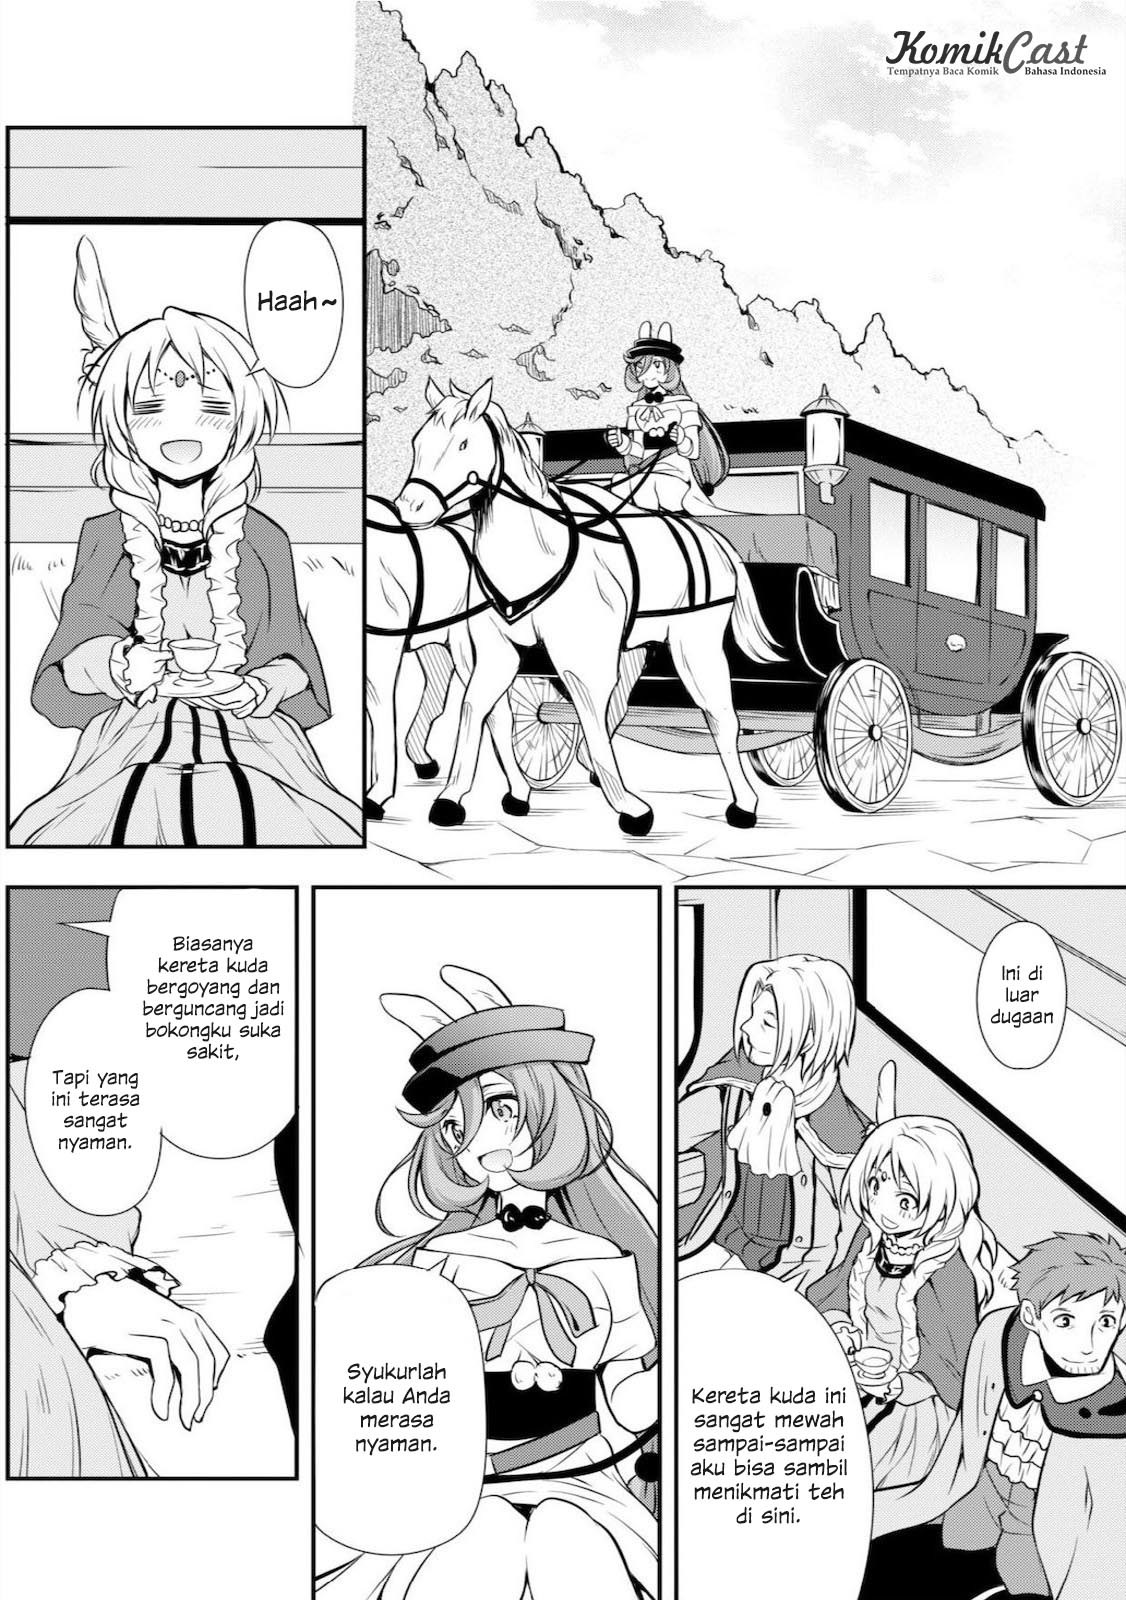 KomikCast
Tempatnya Baca Komik Bahasa Indonesia
Haah~
Ini di
luar
dugaan
Kereta kuda ini
sangat mewah
sampai-sampai
aku bisa sambil
menikmati teh
di sini.
Syukurlah
kalau Anda
merasa
nyaman.
Biasanya
kereta kuda
bergoyang dan
berguncang jadi
bokongku suka
sakit,
Tapi yang
ini terasa
sangat
nyaman.